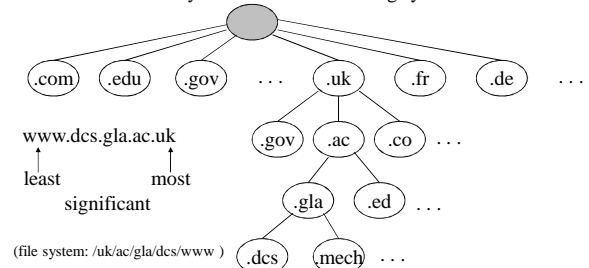 .com .edu .gov . . . .uk .fr .de . . .
www.dcs.gla.ac.uk
.gov .ac .co . . .
least most
significant
.gla .ed . . .
(file system: /uk/ac/gla/dcs/www ) .dcs .mech . . .